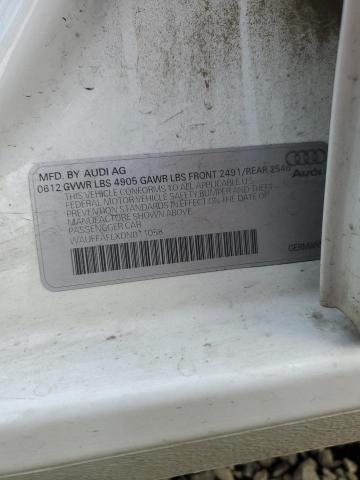 MFD. BY AUDI AG
0612 GVWR LBS 4905 GAWR LBS FRONT 2491/REAR 2546
THIS VEHICLE CONFORMS TO ALL APPLICABLE U.S.
FEDERAL MOTOR VEHICLE SAFETY BUMPER AND THEFT
PREVENTION STANDARDS IN EFFECT ON THE DATE OF
MANUFACTURE SHOWN ABOVE.
PASSENGER CAR
Audi
GERMANY